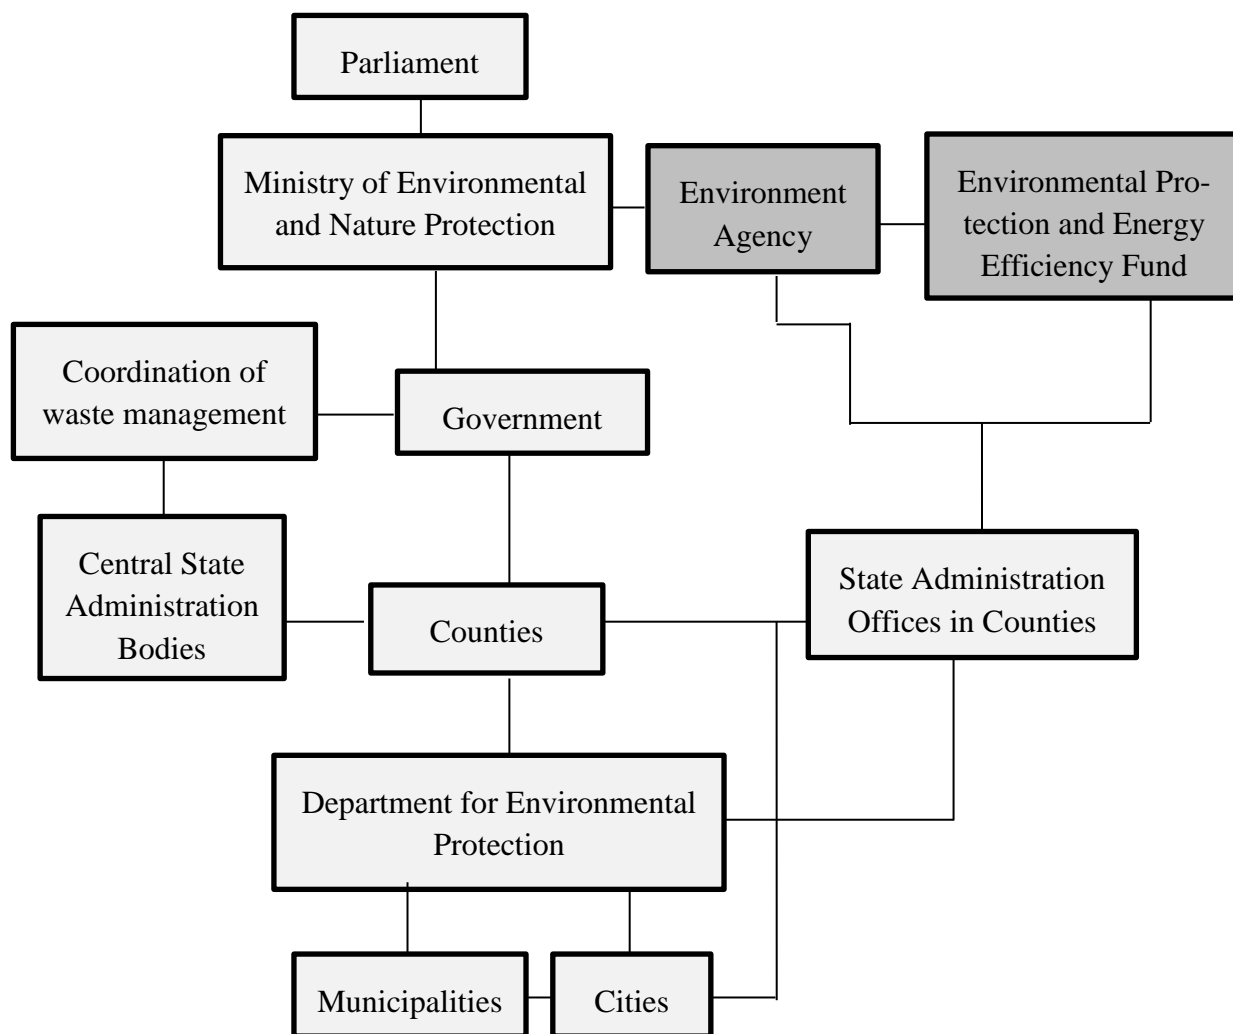 Parliament
Ministry of Environmental
and Nature Protection
Environment
Agency
Environmental Pro-
tection and Energy
Efficiency Fund
Coordination of
waste management
Government
Central State
Administration
Bodies
Counties
State Administration
Offices in Counties
Department for Environmental
Protection
Municipalities
Cities